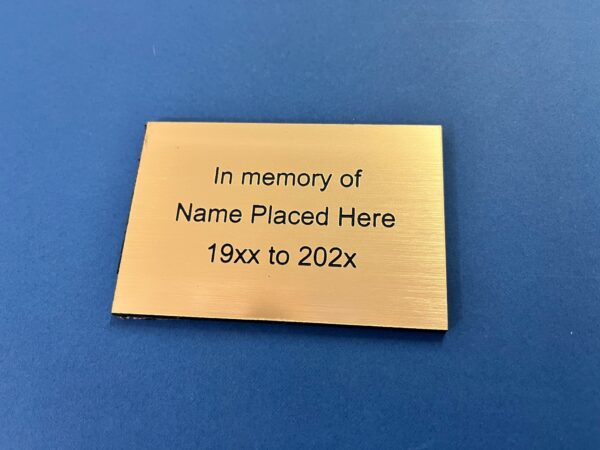 In memory of
Name Placed Here
19xx to 202x